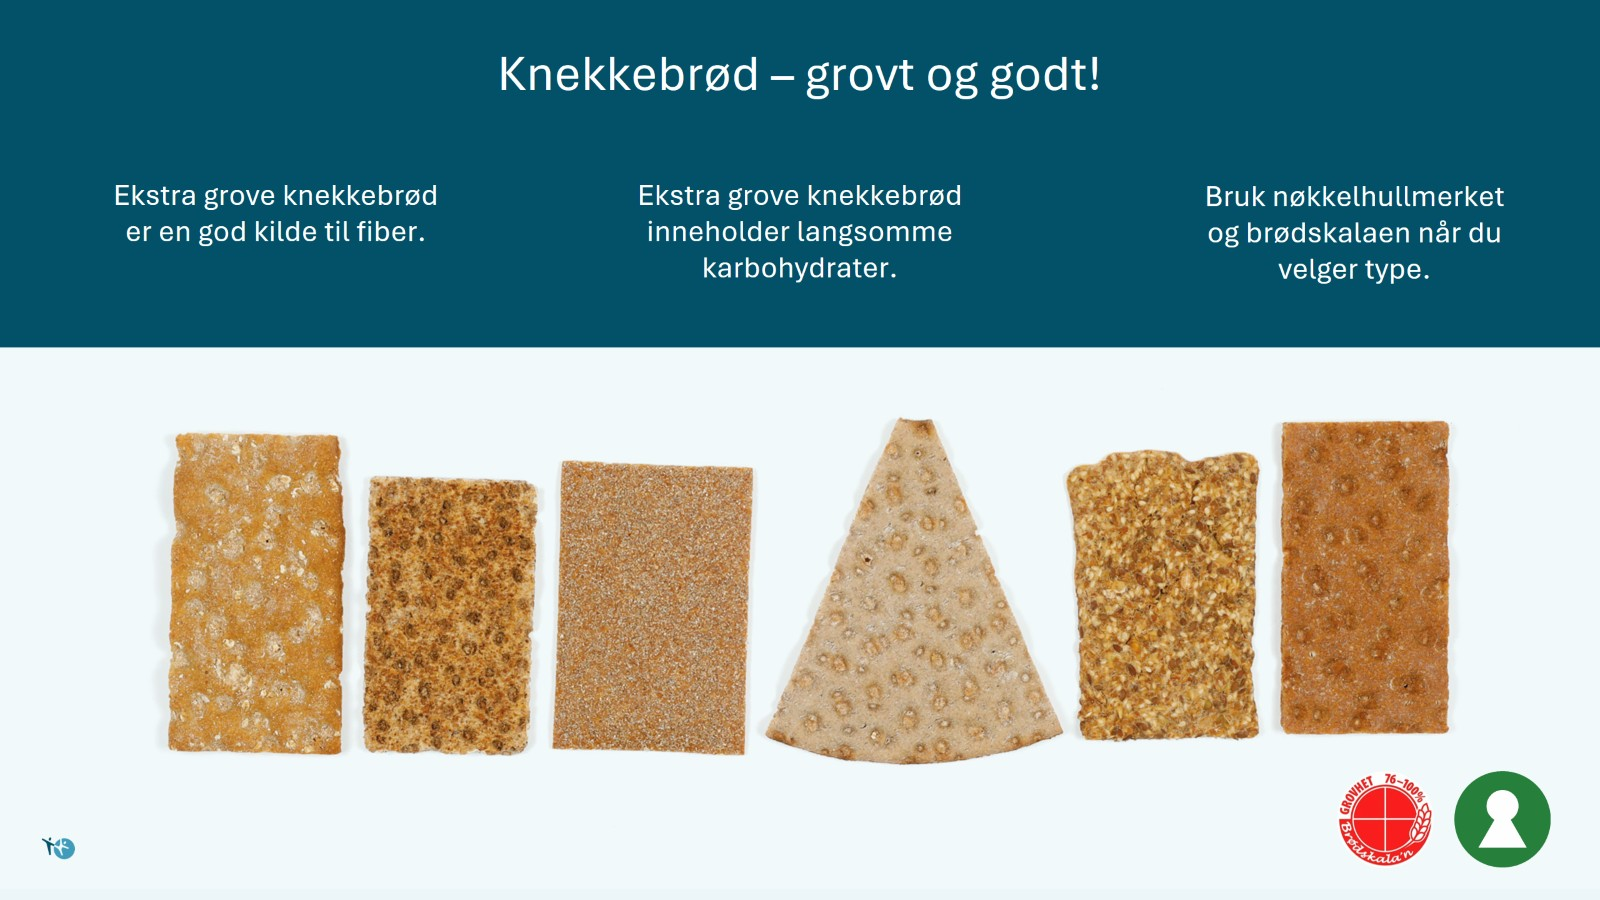 Knekkebrød – grovt og godt!
Ekstra grove knekkebrød
er en god kilde til fiber.
Ekstra grove knekkebrød
inneholder langsomme
karbohydrater.
Bruk nøkkelhullmerket
og brødskalaen når du
velger type.
GROVHET 76–100%
Brødskala'n